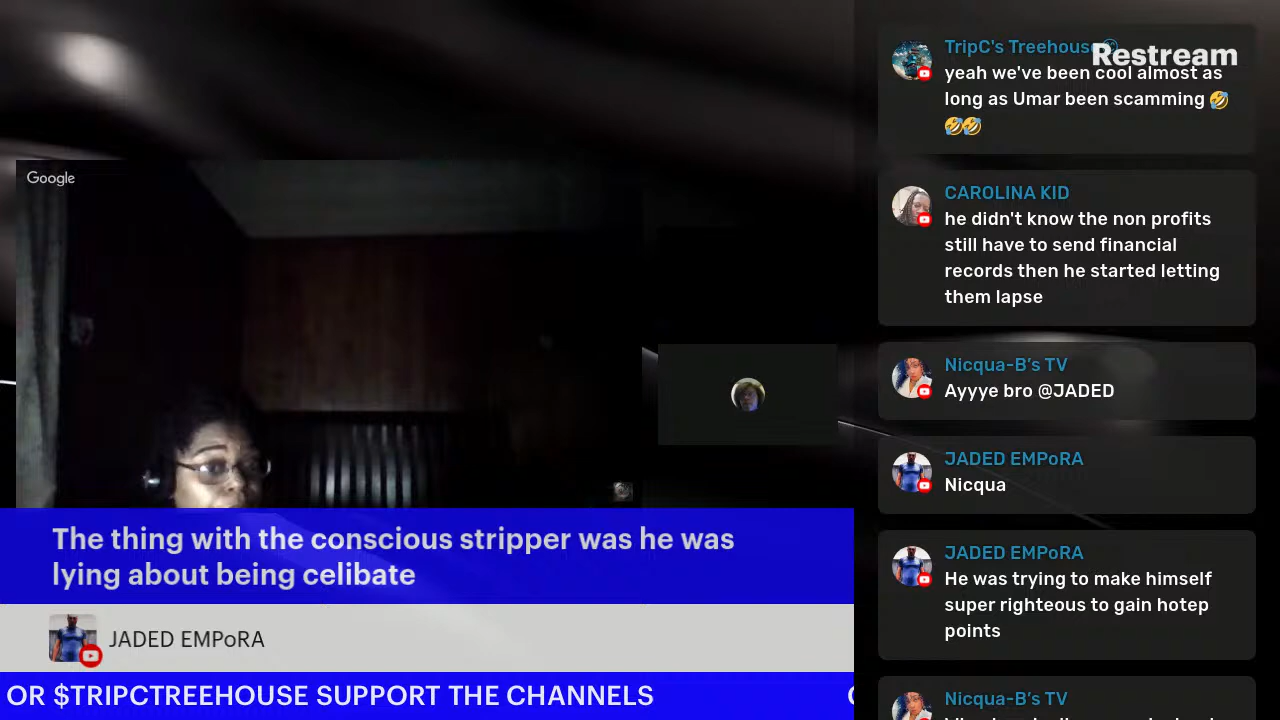 TripC's Treehouse
Restream
yeah we've been cool almost as
long as Umar been scamming 🤣
🤣🤣
CAROLINA KID
he didn't know the non profits
still have to send financial
records then he started letting
them lapse
Nicqua-B’s TV
Ayyye bro @JADED
JADED EMPoRA
Nicqua
JADED EMPoRA
He was trying to make himself
super righteous to gain hotep
points
Nicqua-B’s TV
Google
The thing with the conscious stripper was he was
lying about being celibate
JADED EMPoRA
OR $TRIPCTREEHOUSE SUPPORT THE CHANNELS